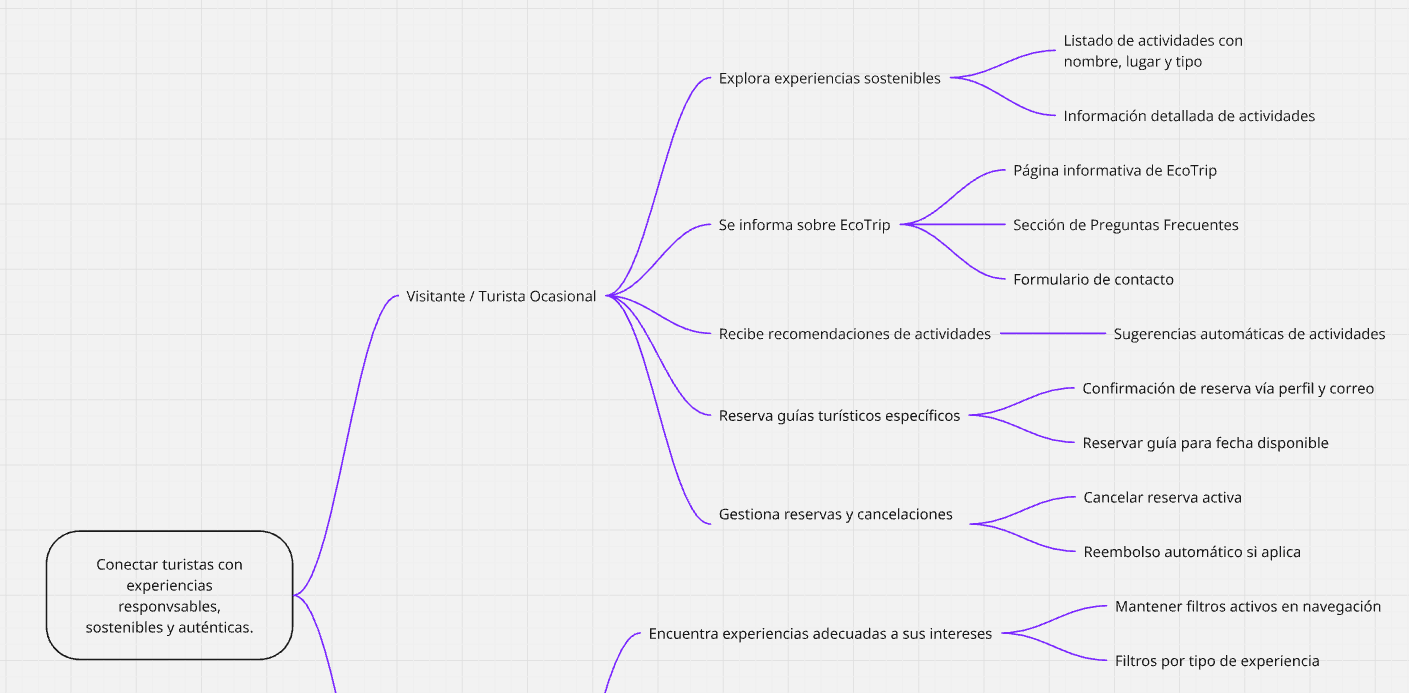 Listado de actividades con
nombre, lugar y tipo
Explora experiencias sostenibles
Información detallada de actividades
Página informativa de EcoTrip
Se informa sobre EcoTrip
Sección de Preguntas Frecuentes
Formulario de contacto
Visitante / Turista Ocasional
Recibe recomendaciones de actividades
Sugerencias automáticas de actividades
Confirmación de reserva vía perfil y correo
Reserva guías turísticos específicos
Reservar guía para fecha disponible
Cancelar reserva activa
Gestiona reservas y cancelaciones
Reembolso automático si aplica
Conectar turistas con
experiencias
responvsables,
sostenibles y auténticas.
Mantener filtros activos en navegación
Encuentra experiencias adecuadas a sus intereses
Filtros por tipo de experiencia